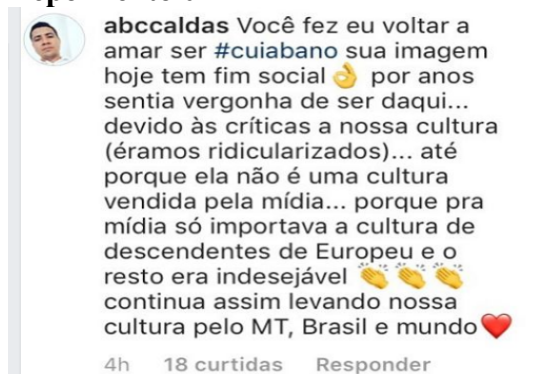 abccaldas Você fez eu voltar a
amar ser #cuiabano sua imagem
hoje tem fim social 👌 por anos
sentia vergonha de ser daqui...
devido às críticas a nossa cultura
(éramos ridicularizados)... até
porque ela não é uma cultura
vendida pela mídia... porque pra
mídia só importava a cultura de
descendentes de Europeu e o
resto era indesejável 👏 👏 👏
continua assim levando nossa
cultura pelo MT, Brasil e mundo❤️
4h 18 curtidas Responder